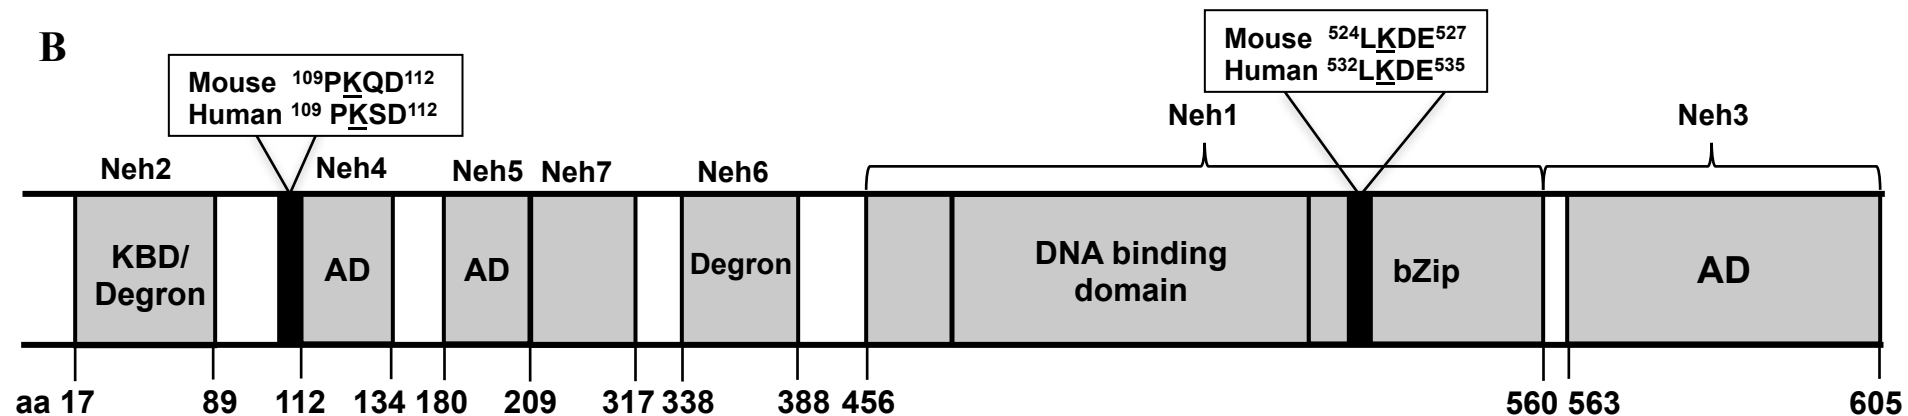 B
Mouse ¹⁰⁹PKQD¹¹²
Human ¹⁰⁹ PKSD¹¹²
Mouse ⁵²⁴LKDE⁵²⁷
Human ⁵³²LKDE⁵³⁵
Neh2
Neh4
Neh5
Neh7
Neh6
Neh1
Neh3
KBD/
Degron
AD
AD
Degron
DNA binding
domain
bZip
AD
aa 17 89 112 134 180 209 317 338 388 456 560 563 605